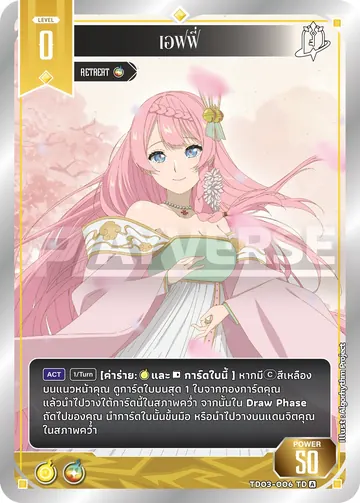 LEVEL
0
เอฟฟี่
RETREAT
PLAYVERSE
ACT 1/Turn [ค่าร่าย: และ การ์ดใบนี้ ] หากมี C สีเหลือง
บนแนวหน้าคุณ ดูการ์ดใบบนสุด 1 ใบจากกองการ์ดคุณ
แล้วนำไปวางใต้การ์ดนี้ในสภาพคว่ำ จากนั้นใน Draw Phase
ถัดไปของคุณ นำการ์ดใบนั้นขึ้นมือ หรือนำไปวางบนแดนจิตคุณ
ในสภาพคว่ำ
Illust: Algorhythm Project
POWER
50
TD03-006 TD A